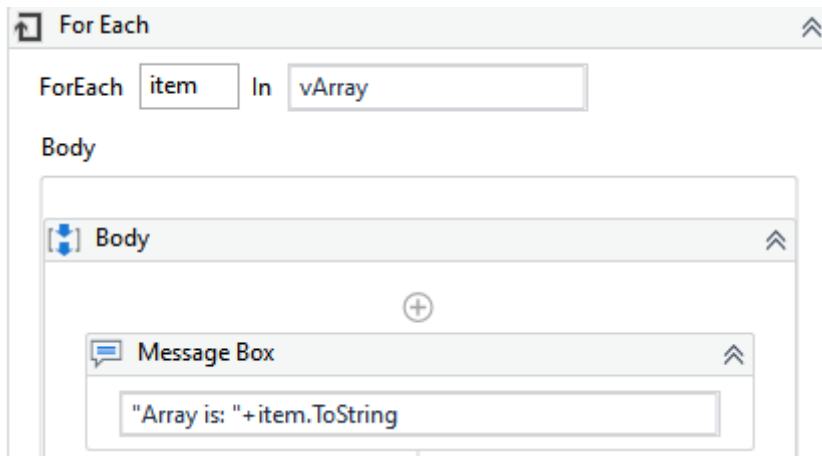 For Each
ForEach item In vArray
Body
Body
Message Box
"Array is: "+item.ToString